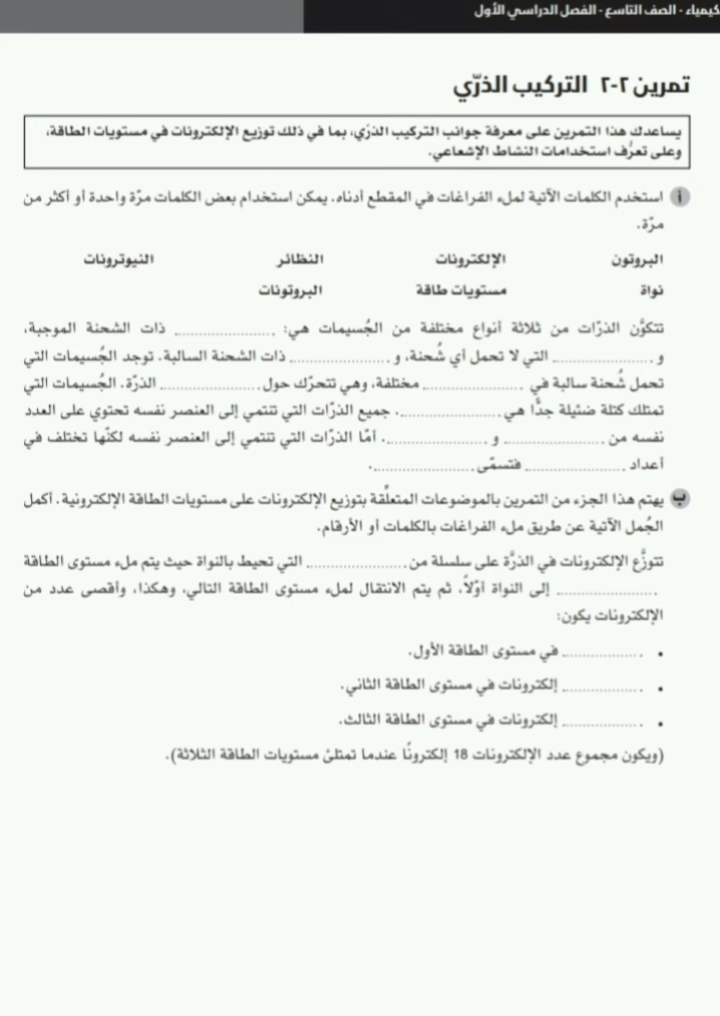 كيمياء - الصف التاسع - الفصل الدراسي الأول
تمرين ٢-٢ التركيب الذرّي
يساعدك هذا التمرين على معرفة جوانب التركيب الذرّي، بما في ذلك توزيع الإلكترونات في مستويات الطاقة،
وعلى تعرُّف استخدامات النشاط الإشعاعي.
أ استخدم الكلمات الآتية لملء الفراغات في المقطع أدناه. يمكن استخدام بعض الكلمات مرّة واحدة أو أكثر من
مرّة.
البروتون الإلكترونات النظائر النيوترونات
نواة مستويات طاقة البروتونات
تتكوَّن الذرّات من ثلاثة أنواع مختلفة من الجُسيمات هي: .................... ذات الشحنة الموجبة،
و .................... التي لا تحمل أي شُحنة، و .................... ذات الشحنة السالبة. توجد الجُسيمات التي
تحمل شُحنة سالبة في .................... مختلفة، وهي تتحرّك حول .................... الذرّة. الجُسيمات التي
تمتلك كتلة ضئيلة جدًّا هي ..................... جميع الذرّات التي تنتمي إلى العنصر نفسه تحتوي على العدد
نفسه من .................... و ..................... أمّا الذرّات التي تنتمي إلى العنصر نفسه لكنّها تختلف في
أعداد .................... فتسمّى .....................
ب يهتم هذا الجزء من التمرين بالموضوعات المتعلّقة بتوزيع الإلكترونات على مستويات الطاقة الإلكترونية. أكمل
الجُمل الآتية عن طريق ملء الفراغات بالكلمات أو الأرقام.
تتوزَّع الإلكترونات في الذرَّة على سلسلة من .................... التي تحيط بالنواة حيث يتم ملء مستوى الطاقة
.................... إلى النواة أوّلاً، ثم يتم الانتقال لملء مستوى الطاقة التالي، وهكذا، وأقصى عدد من
الإلكترونات يكون:
• ................ في مستوى الطاقة الأول.
• ................ إلكترونات في مستوى الطاقة الثاني.
• ................ إلكترونات في مستوى الطاقة الثالث.
(ويكون مجموع عدد الإلكترونات 18 إلكترونًا عندما تمتلئ مستويات الطاقة الثلاثة).